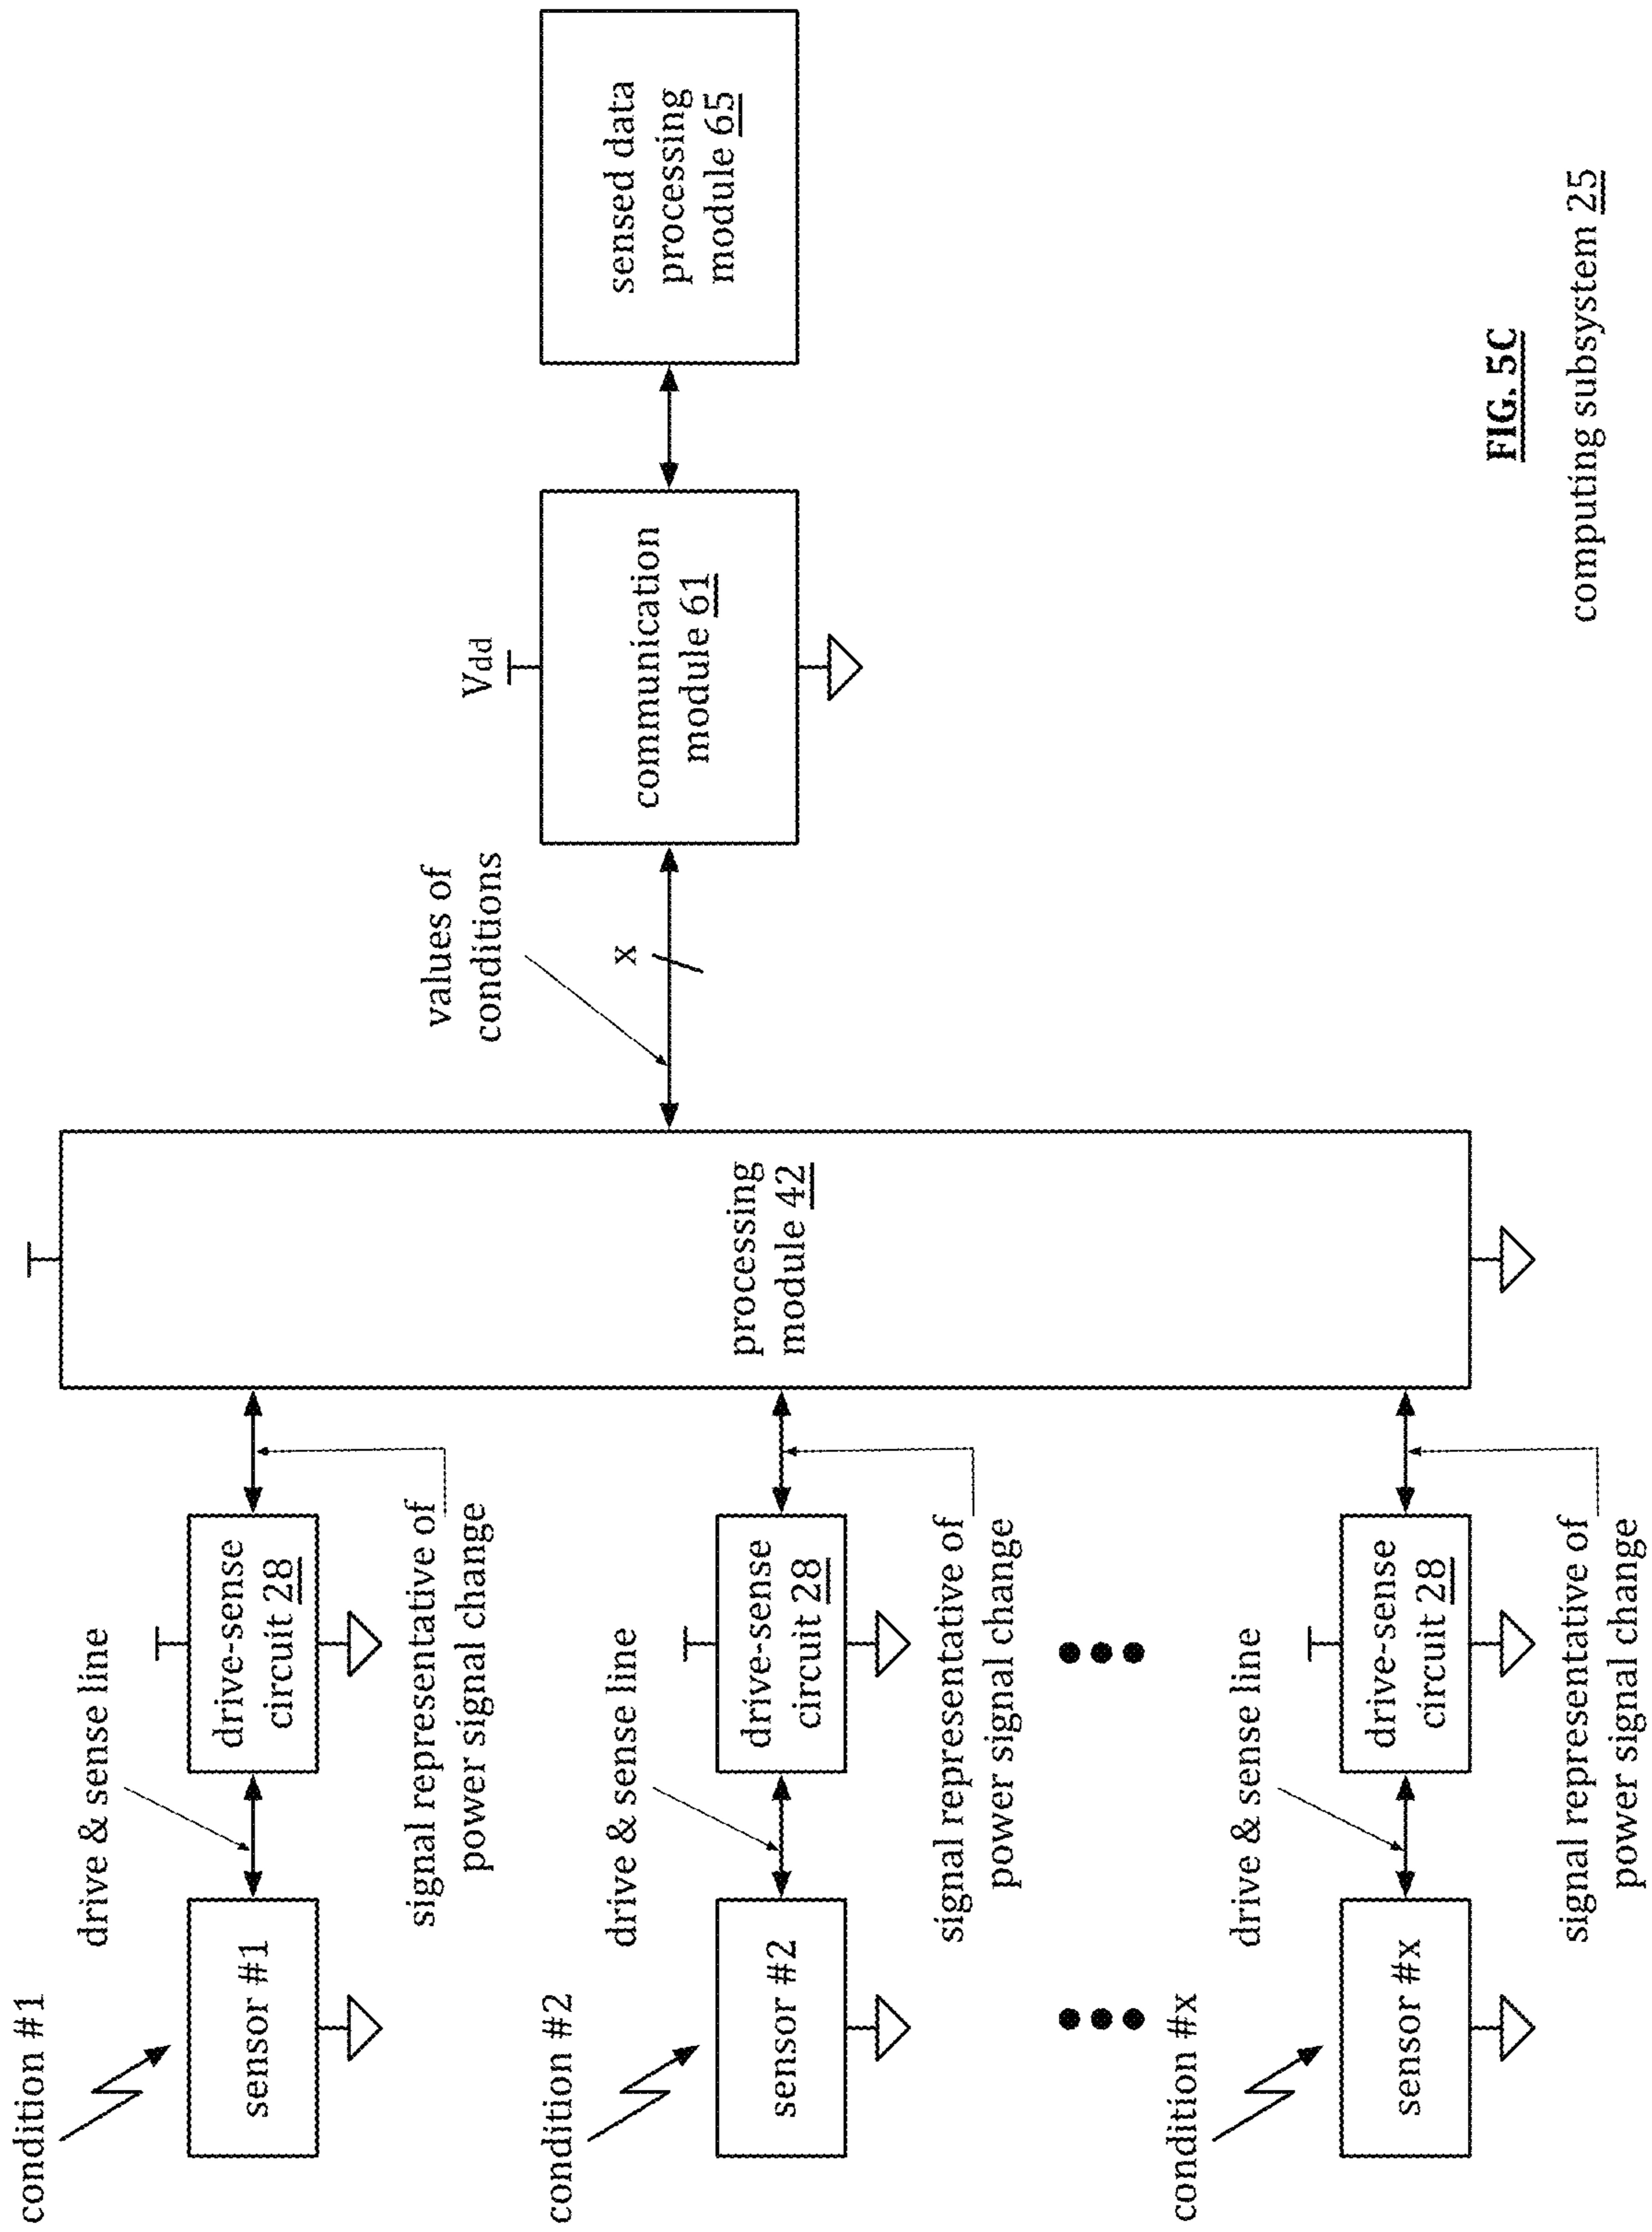 condition #1
sensor #1
drive & sense line
drive-sense
circuit 28
signal representative of
power signal change
condition #2
sensor #2
drive & sense line
drive-sense
circuit 28
signal representative of
power signal change
condition #x
sensor #x
drive & sense line
drive-sense
circuit 28
signal representative of
power signal change
processing
module 42
values of
conditions
x
Vdd
communication
module 61
sensed data
processing
module 65
FIG. 5C
computing subsystem 25